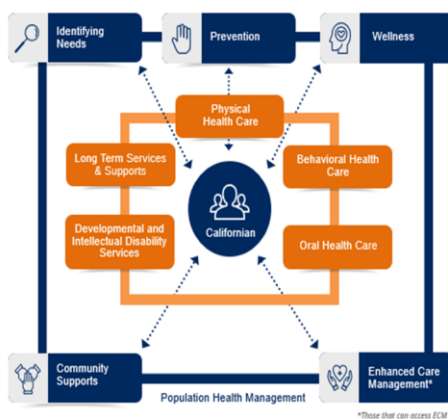 Identifying
Needs
Prevention
Wellness
Physical
Health Care
Long Term Services
& Supports
Behavioral Health
Care
Developmental and
Intellectual Disability
Services
Californian
Oral Health Care
Community
Supports
Population Health Management
Enhanced Care
Management*
*Those that can access ECM